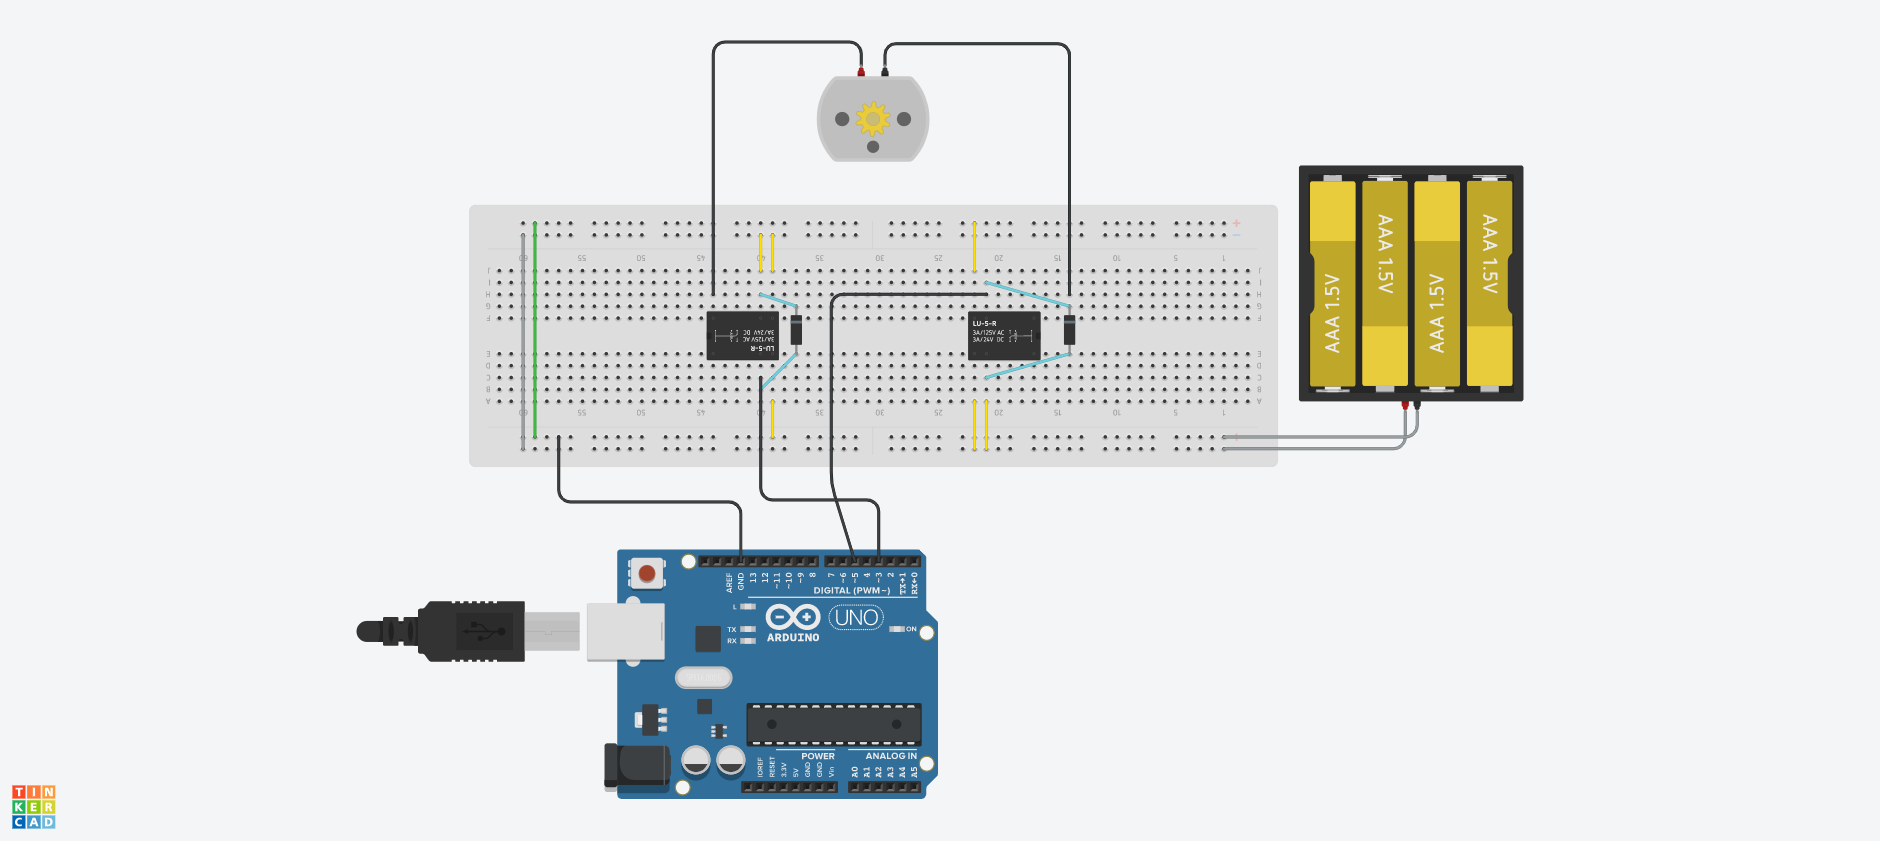 +
−
60 55 50 45 40 35 30 25 20 15 10 5 1
J J
I I
H H
G G
F F
LU-5-R
3A/125V AC
3A/24V DC
LU-5-R
3A/125V AC
3A/24V DC
E E
D D
C C
B B
A A
60 55 50 45 40 35 30 25 20 15 10 5 1
AAA 1.5V
AAA 1.5V
AAA 1.5V
AAA 1.5V
AREF
GND
13
12
~11
~10
~9
8
7
~6
~5
4
~3
2
TX→1
RX←0
DIGITAL (PWM~)
L
TX
RX
UNO
ARDUINO
ON
POWER
ANALOG IN
IOREF
RESET
3.3V
5V
GND
GND
Vin
A0
A1
A2
A3
A4
A5
TIN
KER
CAD